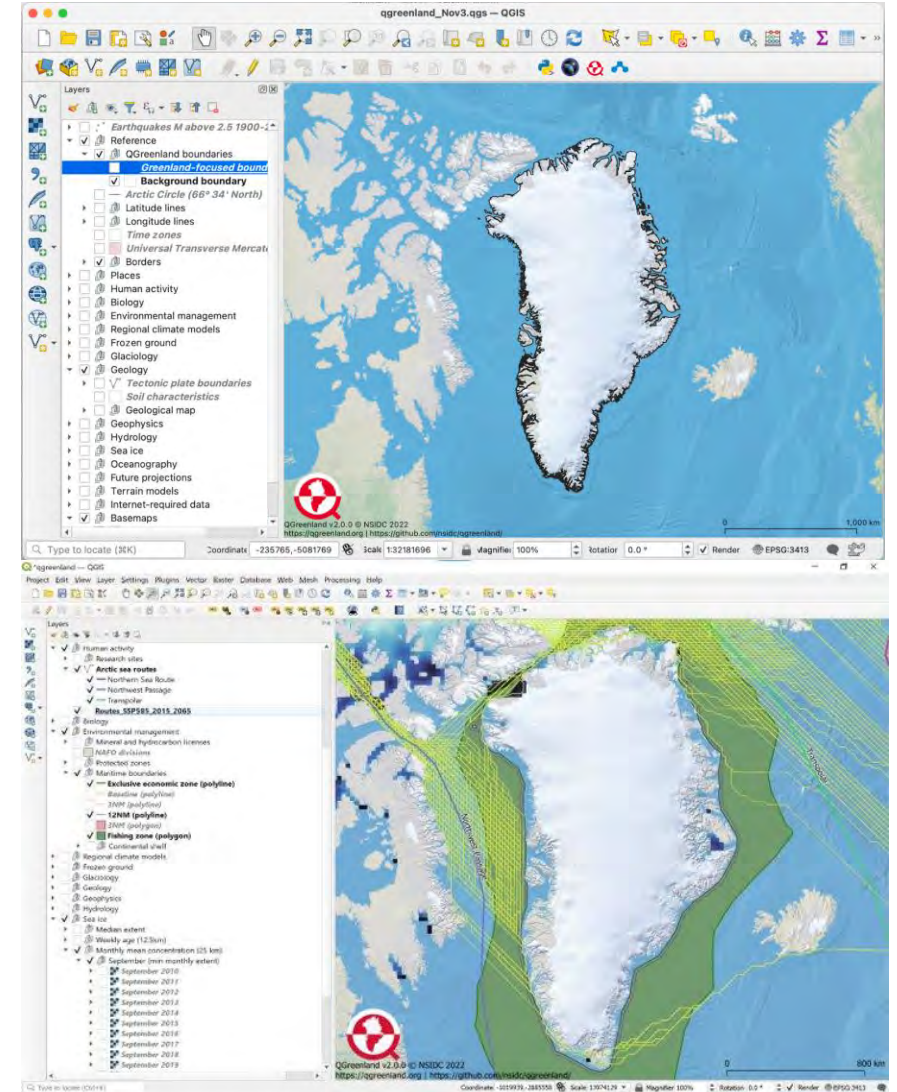 qgreenland_Nov3.qgs — QGIS
Layers
Earthquakes M above 2.5 1900-2
Reference
QGreenland boundaries
Greenland-focused bound
Background boundary
Arctic Circle (66° 34' North)
Latitude lines
Longitude lines
Time zones
Universal Transverse Mercato
Borders
Places
Human activity
Biology
Environmental management
Regional climate models
Frozen ground
Glaciology
Geology
Tectonic plate boundaries
Soil characteristics
Geological map
Geophysics
Hydrology
Sea ice
Oceanography
Future projections
Terrain models
Internet-required data
Basemaps
QGreenland v2.0.0 © NSIDC 2022
https://qgreenland.org | https://github.com/nsidc/qgreenland/
0 1,000 km
Type to locate (⌘K) Coordinate -235765,-5081769 Scale 1:32181696 Magnifier 100% Rotation 0.0 ° Render EPSG:3413
*qgreenland — QGIS
Project Edit View Layer Settings Plugins Vector Raster Database Web Mesh Processing Help
Layers
Human activity
Research sites
Arctic sea routes
Northern Sea Route
Northwest Passage
Transpolar
Routes_SSP585_2015_2065
Biology
Environmental management
Mineral and hydrocarbon licenses
NAFO divisions
Protected zones
Maritime boundaries
Exclusive economic zone (polyline)
Baseline (polyline)
3NM (polyline)
12NM (polyline)
3NM (polygon)
Fishing zone (polygon)
Continental shelf
Regional climate models
Frozen ground
Glaciology
Geology
Geophysics
Hydrology
Sea ice
Median extent
Weekly age (12.5km)
Monthly mean concentration (25 km)
September (min monthly extent)
September 2010
September 2011
September 2012
September 2013
September 2014
September 2015
September 2016
September 2017
September 2018
September 2019
Transpolar
Northwest Passage
QGreenland v2.0.0 © NSIDC 2022
https://qgreenland.org | https://github.com/nsidc/qgreenland/
0 800 km
Type to locate (Ctrl+K) Magnifier 100% Rotation 0.0 ° Render EPSG:3413